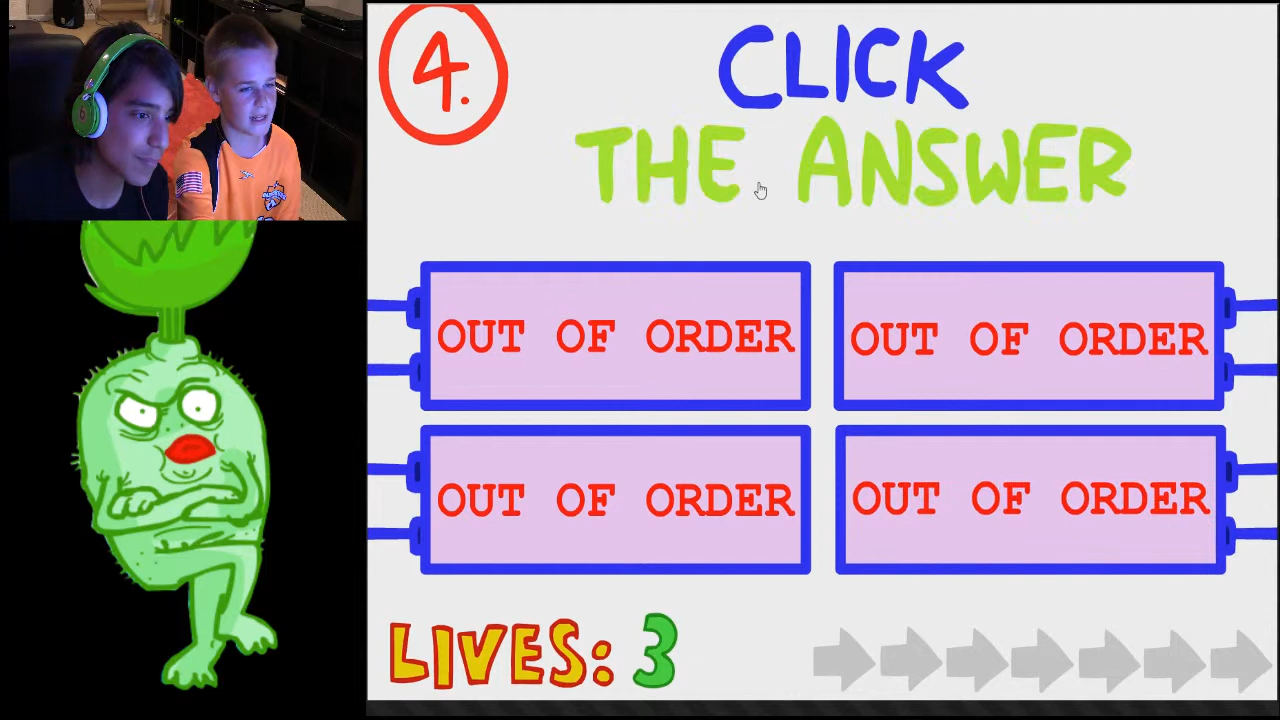 4.
CLICK
THE ANSWER
OUT OF ORDER
OUT OF ORDER
OUT OF ORDER
OUT OF ORDER
LIVES: 3